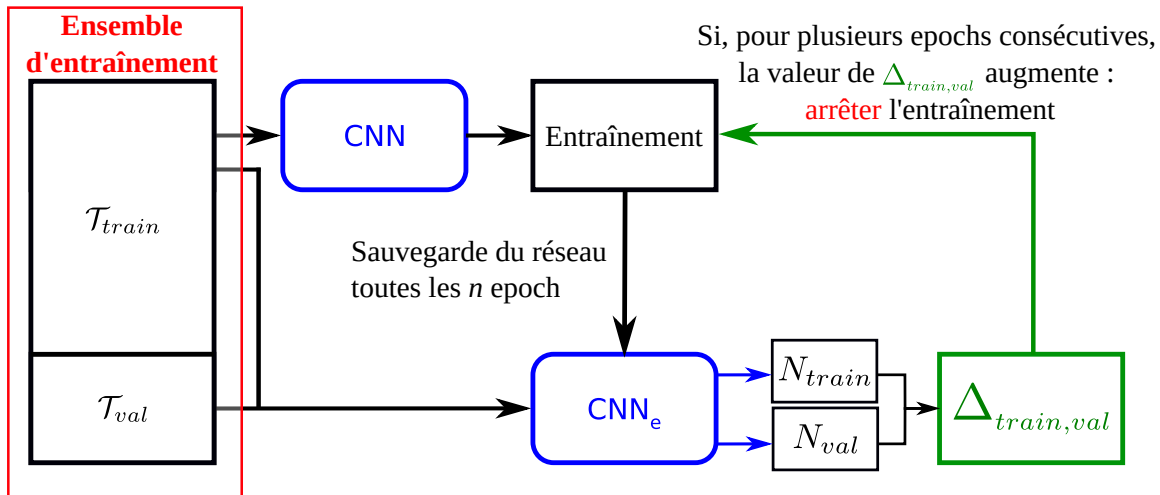 Ensemble
d'entraînement
Si, pour plusieurs epochs consécutives,
la valeur de Δtrain,val augmente :
arrêter l'entraînement
CNN
Entraînement
𝒯train
Sauvegarde du réseau
toutes les n epoch
𝒯val
CNNe
Ntrain
Nval
Δtrain,val